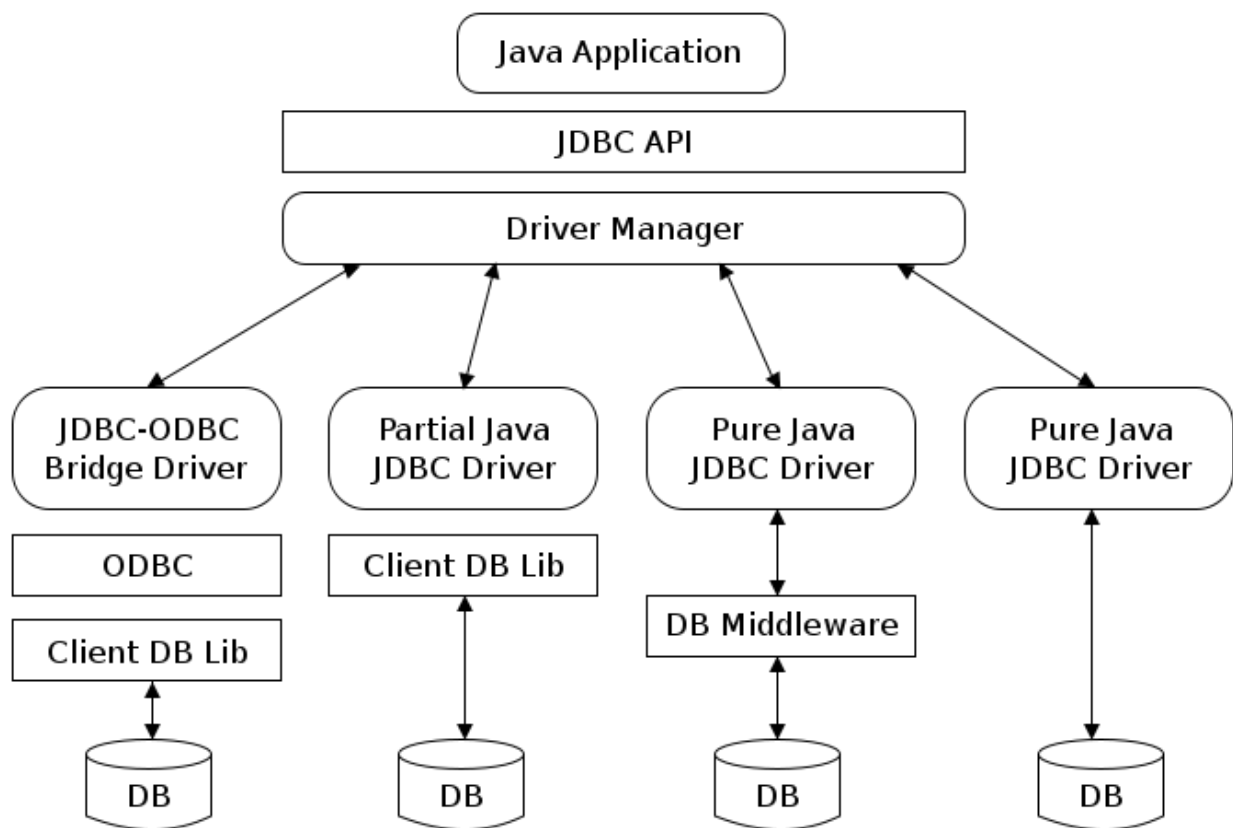 Java Application
JDBC API
Driver Manager
JDBC-ODBC
Bridge Driver
Partial Java
JDBC Driver
Pure Java
JDBC Driver
Pure Java
JDBC Driver
ODBC
Client DB Lib
Client DB Lib
DB Middleware
DB
DB
DB
DB